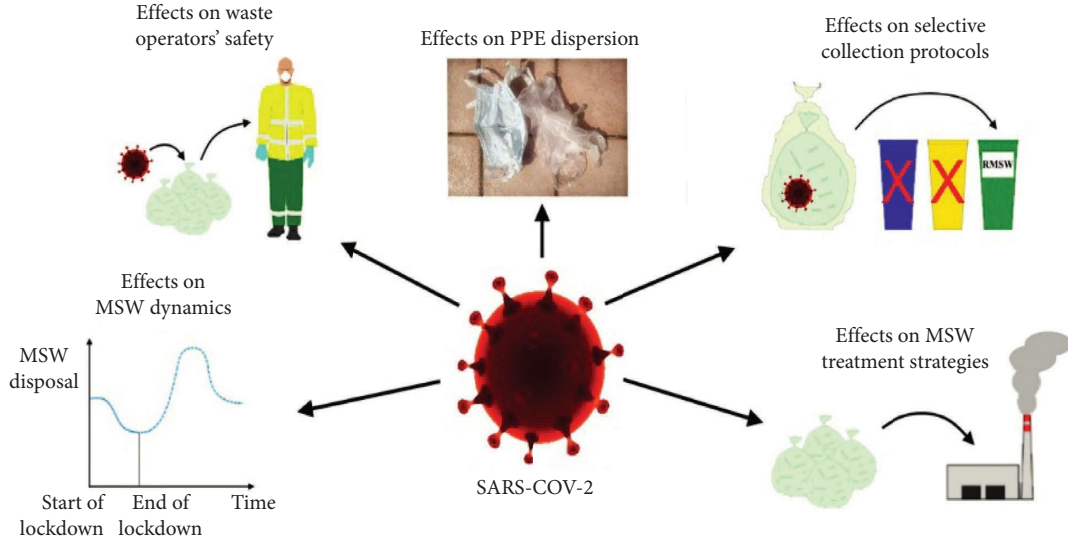 Effects on waste
operators' safety
Effects on PPE dispersion
Effects on selective
collection protocols
RMSW
Effects on
MSW dynamics
MSW
disposal
Start of
lockdown
End of
lockdown
Time
SARS-COV-2
Effects on MSW
treatment strategies